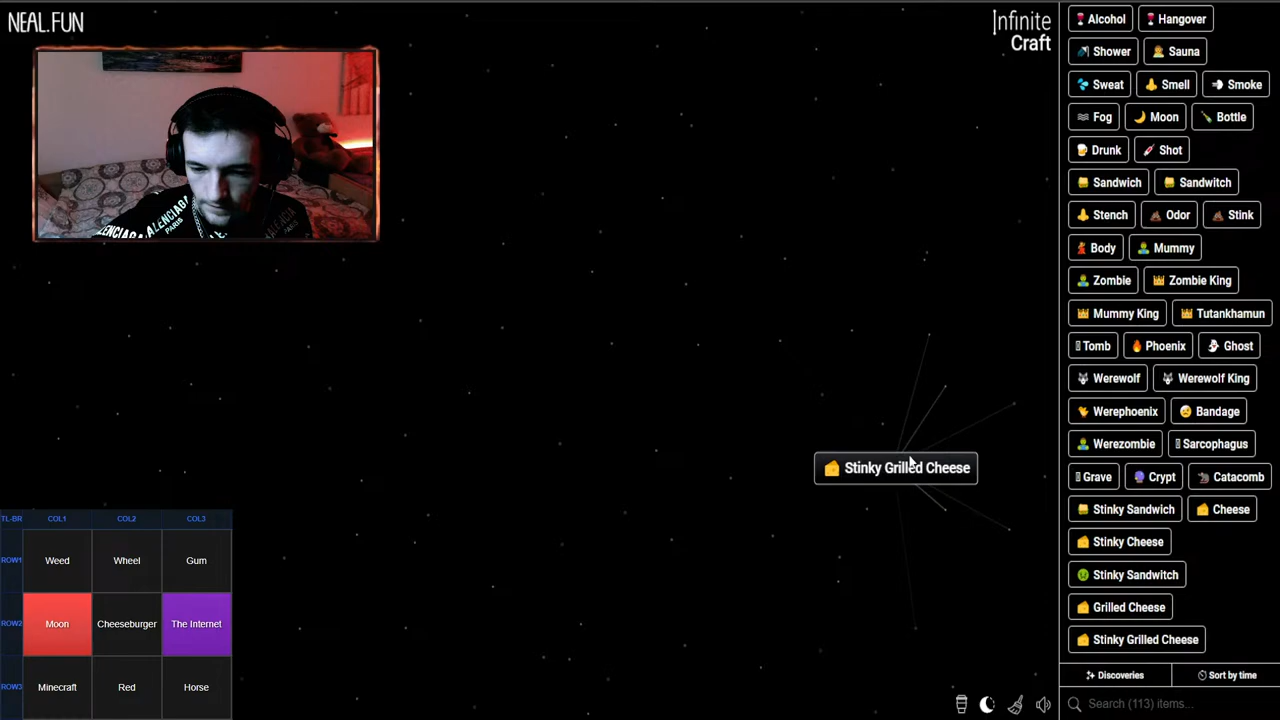 NEAL.FUN
Infinite
Craft
ALENCIAGA
PARIS
Alcohol Hangover
Shower Sauna
Sweat Smell Smoke
Fog Moon Bottle
Drunk Shot
Sandwich Sandwitch
Stench Odor Stink
Body Mummy
Zombie Zombie King
Mummy King Tutankhamun
Tomb Phoenix Ghost
Werewolf Werewolf King
Werephoenix Bandage
Werezombie Sarcophagus
Grave Crypt Catacomb
Stinky Sandwich Cheese
Stinky Cheese
Stinky Sandwitch
Grilled Cheese
Stinky Grilled Cheese
Discoveries Sort by time
Search (113) items...
Stinky Grilled Cheese
TL-BR COL1 COL2 COL3
ROW1 Weed Wheel Gum
ROW2 Moon Cheeseburger The Internet
ROW3 Minecraft Red Horse